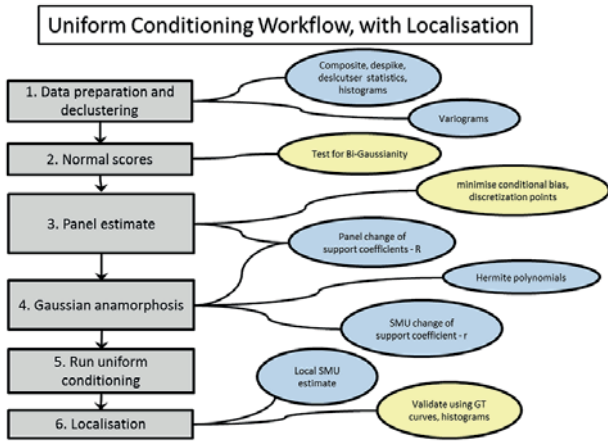 Uniform Conditioning Workflow, with Localisation
1. Data preparation and
declustering
Composite, despike,
deslcutser statistics,
histograms
Variograms
2. Normal scores
Test for Bi-Gaussianity
minimise conditional bias,
discretization points
3. Panel estimate
Panel change of
support coefficients - R
Hermite polynomials
4. Gaussian anamorphosis
SMU change of
support coefficient - r
5. Run uniform
conditioning
Local SMU
estimate
6. Localisation
Validate using GT
curves, histograms